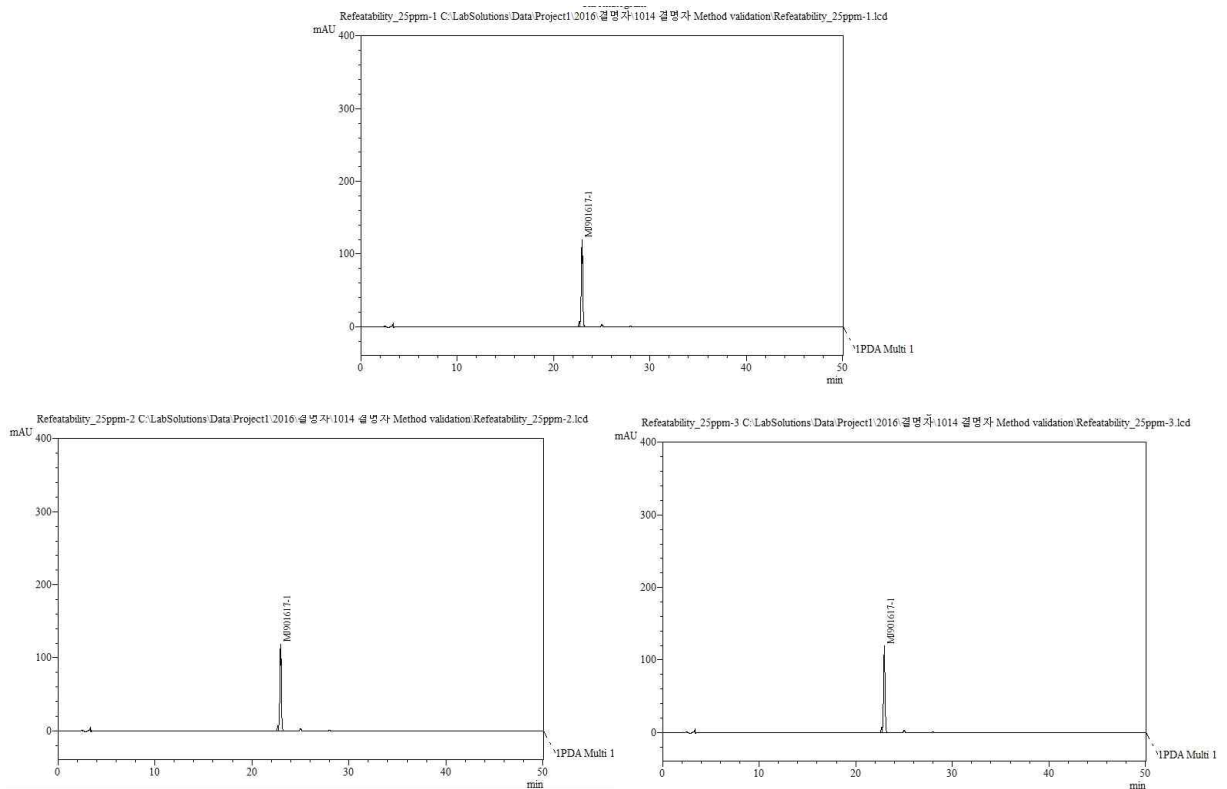 Refeatability_25ppm-1 C:\LabSolutions\Data\Project1\2016\결명자\1014 결명자 Method validation\Refeatability_25ppm-1.lcd
mAU
400
300
200
100
0
MI901617-1
0 10 20 30 40 50
min
1PDA Multi 1
Refeatability_25ppm-2 C:\LabSolutions\Data\Project1\2016\결명자\1014 결명자 Method validation\Refeatability_25ppm-2.lcd
mAU
400
300
200
100
0
MI901617-1
0 10 20 30 40 50
min
1PDA Multi 1
Refeatability_25ppm-3 C:\LabSolutions\Data\Project1\2016\결명자\1014 결명자 Method validation\Refeatability_25ppm-3.lcd
mAU
400
300
200
100
0
MI901617-1
0 10 20 30 40 50
min
1PDA Multi 1